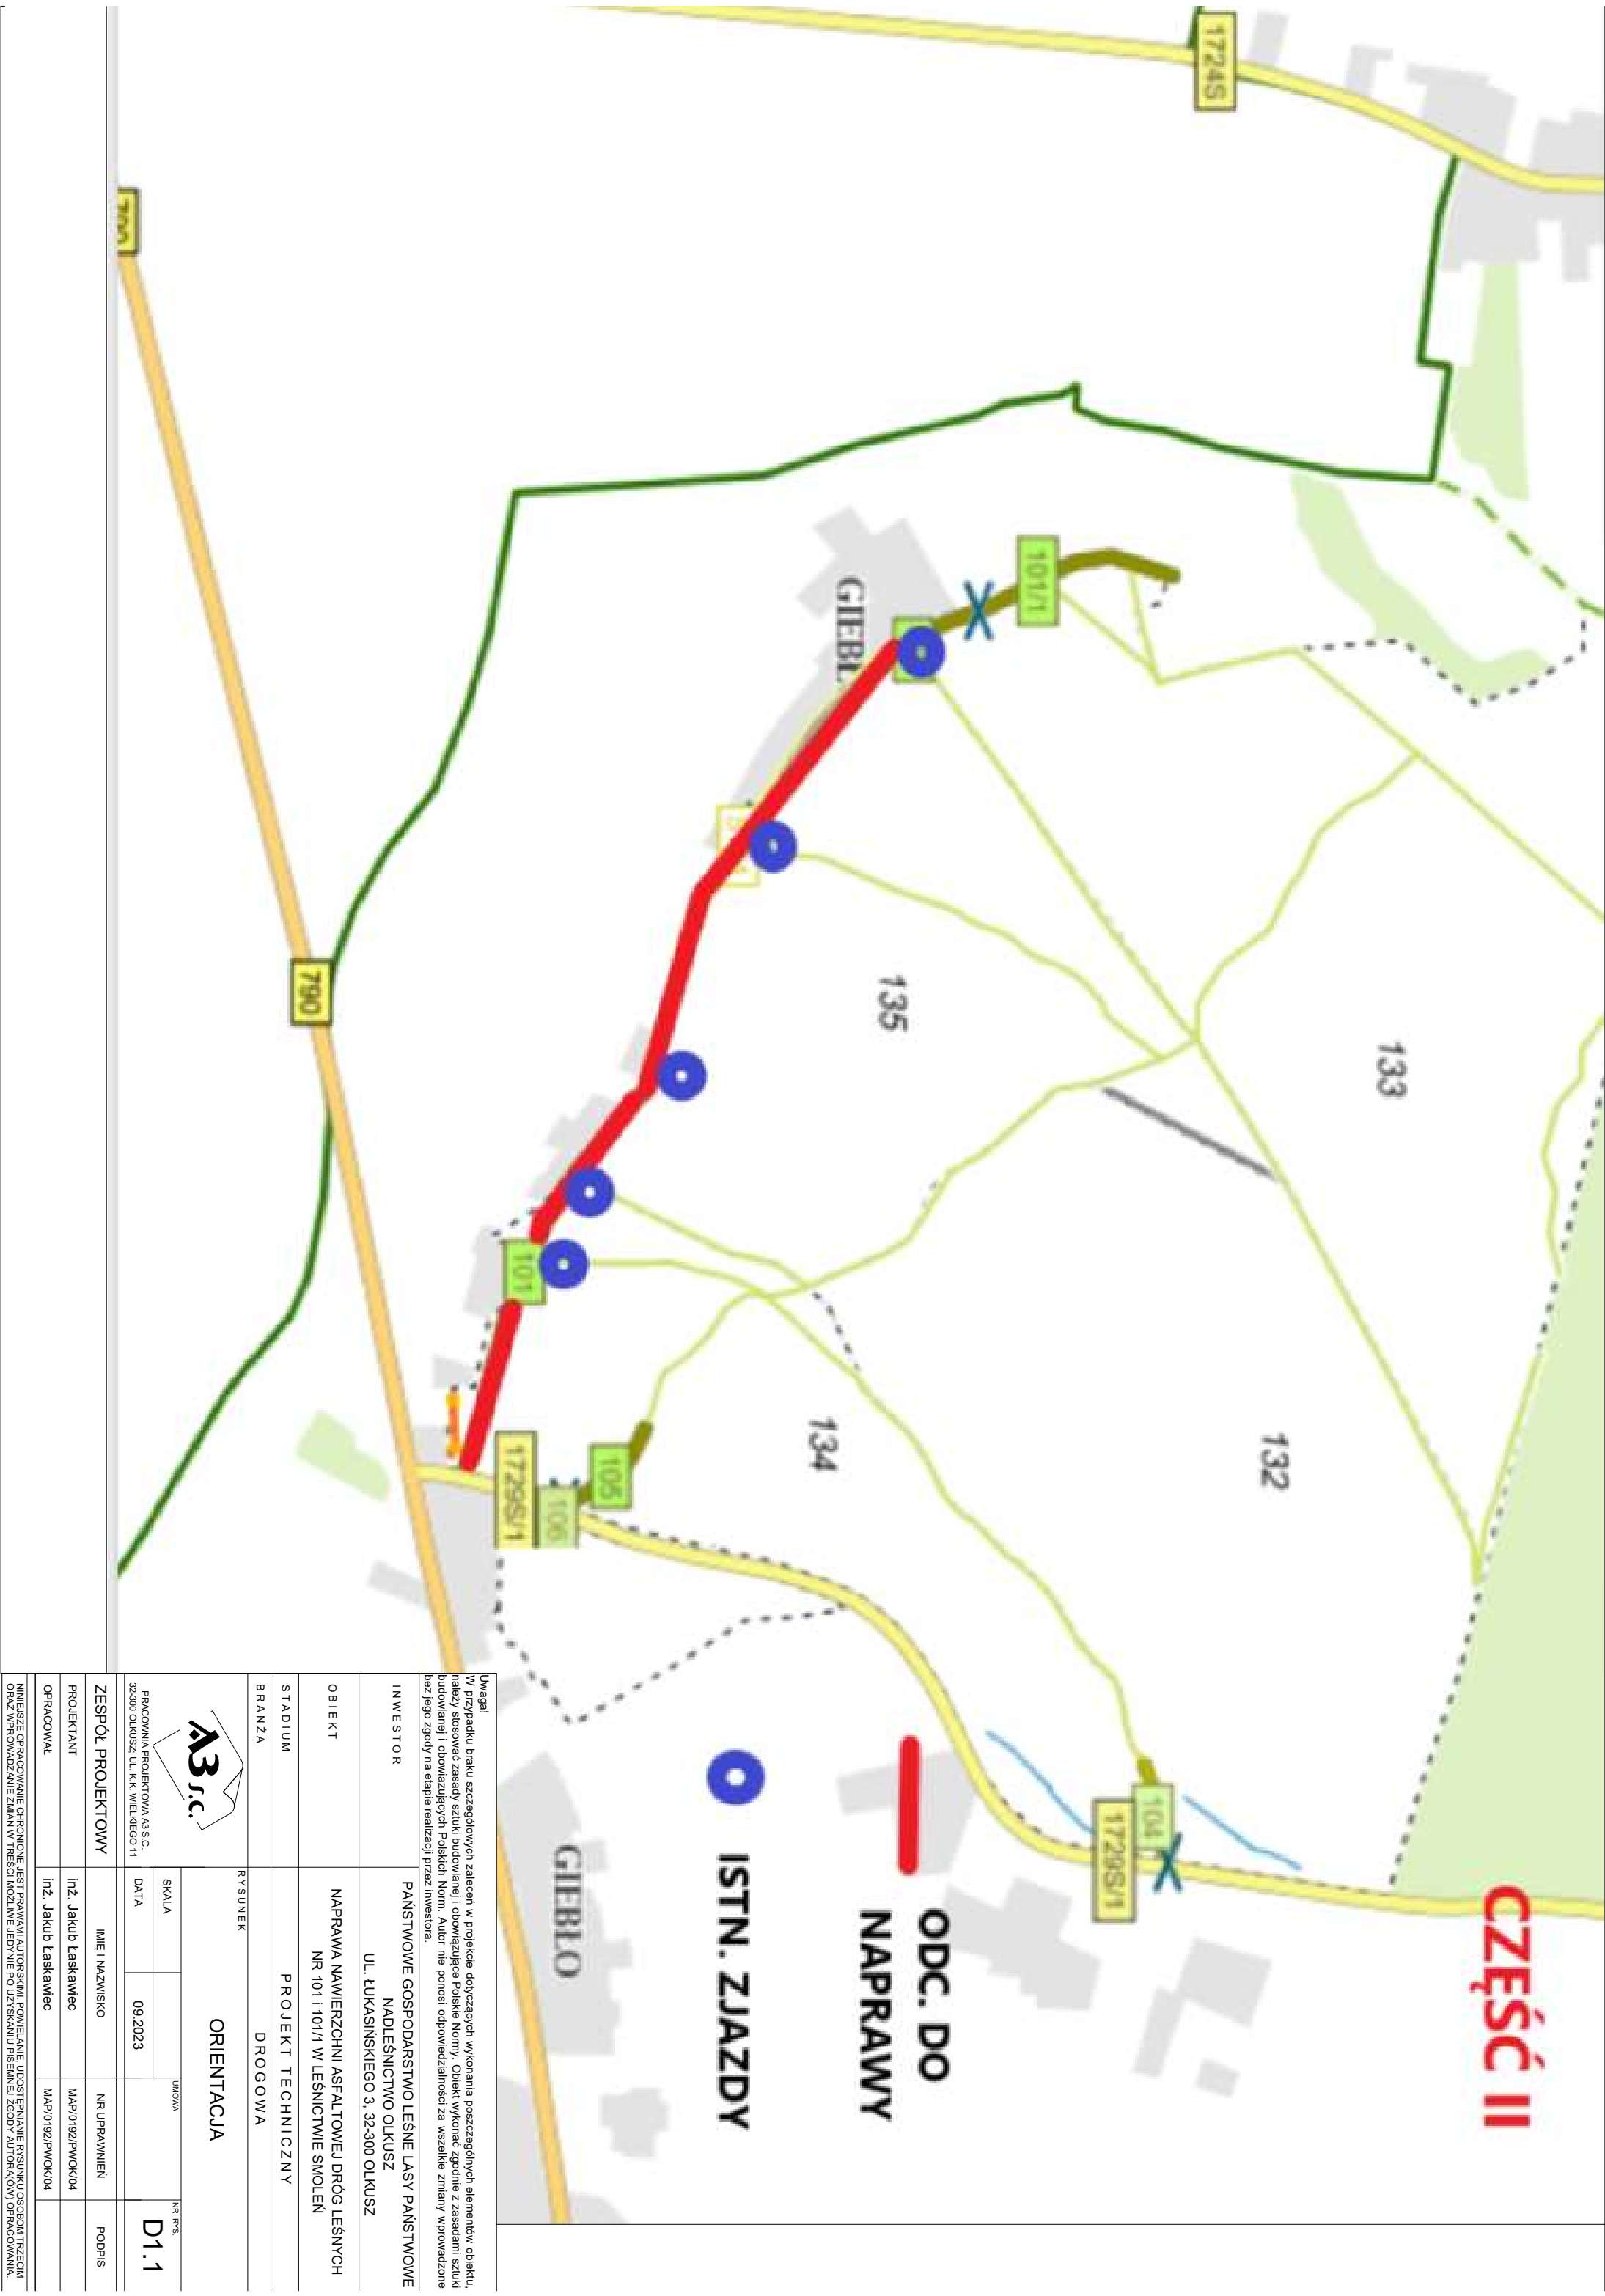 CZĘŚĆ II
1724S
790
790
101/1
GIEBŁ
133
135
132
134
101
105
106
1729S/1
104
1729S/1
GIEBŁO
ODC. DO
NAPRAWY
ISTN. ZJAZDY
Uwaga!
W przypadku braku szczegółowych zaleceń w projekcie dotyczących wykonania poszczególnych elementów obiektu,
należy stosować zasady sztuki budowlanej i obowiązujące Polskie Normy. Obiekt wykonać zgodnie z zasadami sztuki
budowlanej i obowiązujących Polskich Norm. Autor nie ponosi odpowiedzialności za wszelkie zmiany wprowadzone
bez jego zgody na etapie realizacji przez inwestora.
INWESTOR
PAŃSTWOWE GOSPODARSTWO LEŚNE LASY PAŃSTWOWE
NADLEŚNICTWO OLKUSZ
UL. ŁUKASIŃSKIEGO 3, 32-300 OLKUSZ
OBIEKT
NAPRAWA NAWIERZCHNI ASFALTOWEJ DRÓG LEŚNYCH
NR 101 i 101/1 W LEŚNICTWIE SMOLEŃ
STADIUM
PROJEKT TECHNICZNY
BRANŻA
DROGOWA
RYSUNEK
ORIENTACJA
A3 s.c.
PRACOWNIA PROJEKTOWA A3 S.C.
32-300 OLKUSZ; UL. K.K. WIELKIEGO 11
SKALA
DATA
09.2023
UMOWA
NR. RYS.
D1.1
ZESPÓŁ PROJEKTOWY
IMIĘ I NAZWISKO
NR UPRAWNIEŃ
PODPIS
PROJEKTANT
inż. Jakub Łaskawiec
MAP/0192/PWOK/04
OPRACOWAŁ
inż. Jakub Łaskawiec
MAP/0192/PWOK/04
NINIEJSZE OPRACOWANIE CHRONIONE JEST PRAWAMI AUTORSKIMI. POWIELANIE, UDOSTĘPNIANIE RYSUNKU OSOBOM TRZECIM
ORAZ WPROWADZANIE ZMIAN W TREŚCI MOŻLIWE JEDYNIE PO UZYSKANIU PISEMNEJ ZGODY AUTORA(ÓW) OPRACOWANIA.